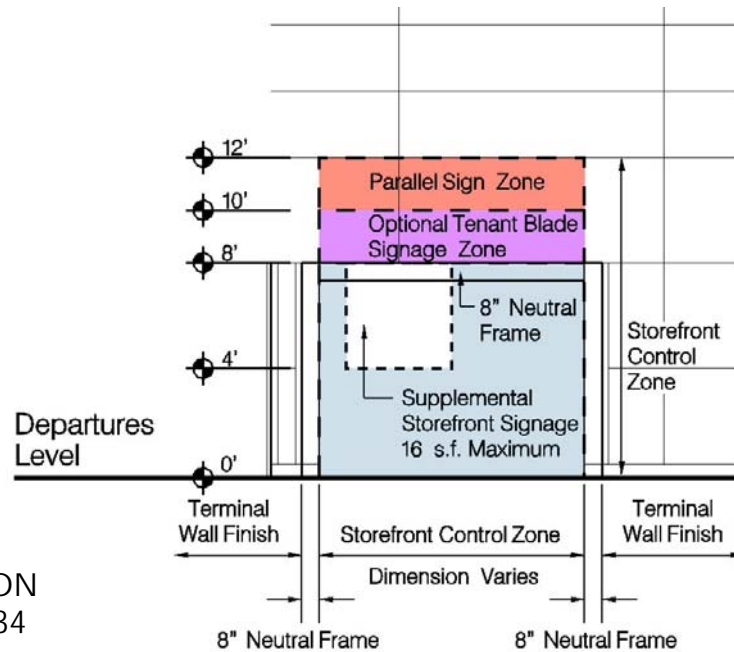 12'
Parallel Sign Zone
10'
Optional Tenant Blade
Signage Zone
8'
8" Neutral
Frame
Storefront
Control
Zone
4'
Supplemental
Storefront Signage
16 s.f. Maximum
Departures
Level
0'
Terminal
Wall Finish
Storefront Control Zone
Terminal
Wall Finish
Dimension Varies
ON
34
8" Neutral Frame
8" Neutral Frame